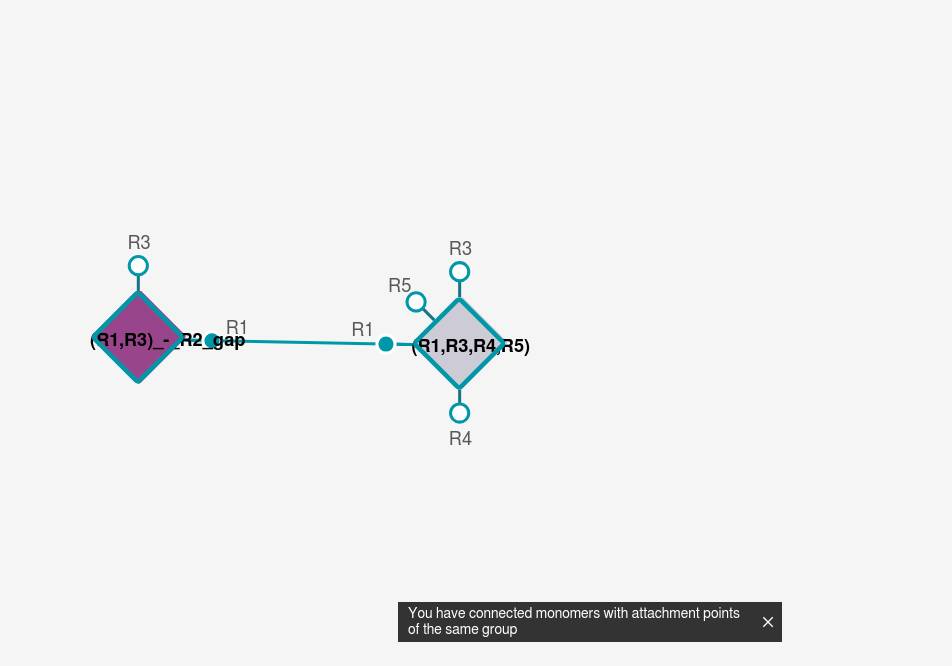 R3
R3
R5
R1
R1
(R1,R3)_-_R2_gap
(R1,R3,R4,R5)
R4
You have connected monomers with attachment points
of the same group